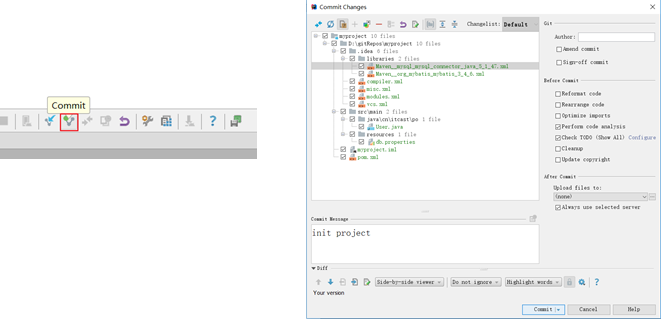 Commit
Commit Changes
Changelist: Default
myproject 10 files
D:\gitRepos\myproject 10 files
.idea 6 files
libraries 2 files
Maven__mysql_mysql_connector_java_5_1_47.xml
Maven__org_mybatis_mybatis_3_4_6.xml
compiler.xml
misc.xml
modules.xml
vcs.xml
src\main 2 files
java\cn\itcast\po 1 file
User.java
resources 1 file
db.properties
myproject.iml
pom.xml
Git
Author:
Amend commit
Sign-off commit
Before Commit
Reformat code
Rearrange code
Optimize imports
Perform code analysis
Check TODO (Show All) Configure
Cleanup
Update copyright
After Commit
Upload files to:
(none)
Always use selected server
Commit Message
init project
Diff
Side-by-side viewer
Do not ignore
Highlight words
Your version
Commit
Cancel
Help